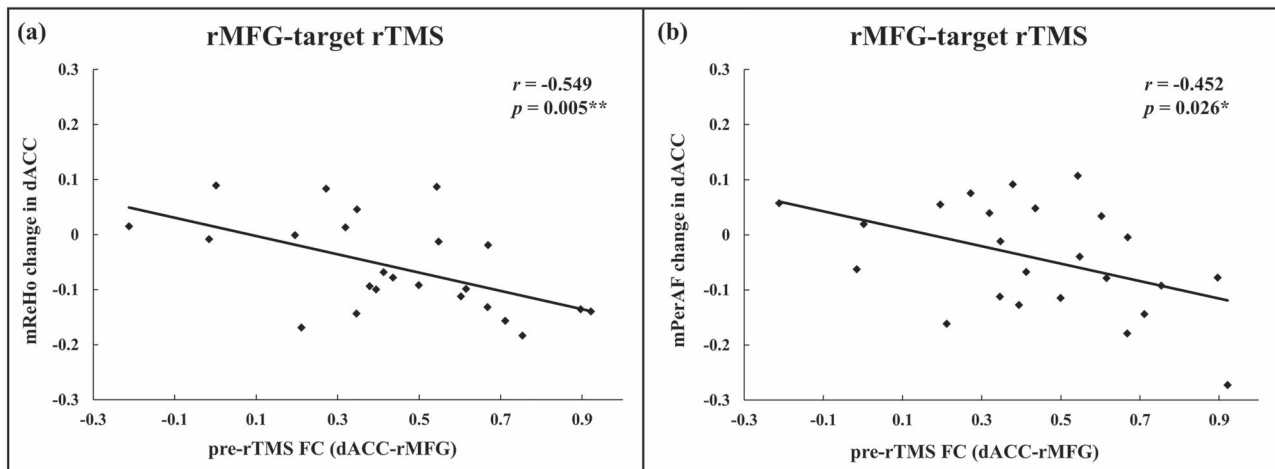 (a)
rMFG-target rTMS
r = -0.549
p = 0.005**
mReHo change in dACC
0.3
0.2
0.1
0
-0.1
-0.2
-0.3
-0.3 -0.1 0.1 0.3 0.5 0.7 0.9
pre-rTMS FC (dACC-rMFG)
(b)
rMFG-target rTMS
r = -0.452
p = 0.026*
mPerAF change in dACC
0.3
0.2
0.1
0
-0.1
-0.2
-0.3
-0.3 -0.1 0.1 0.3 0.5 0.7 0.9
pre-rTMS FC (dACC-rMFG)